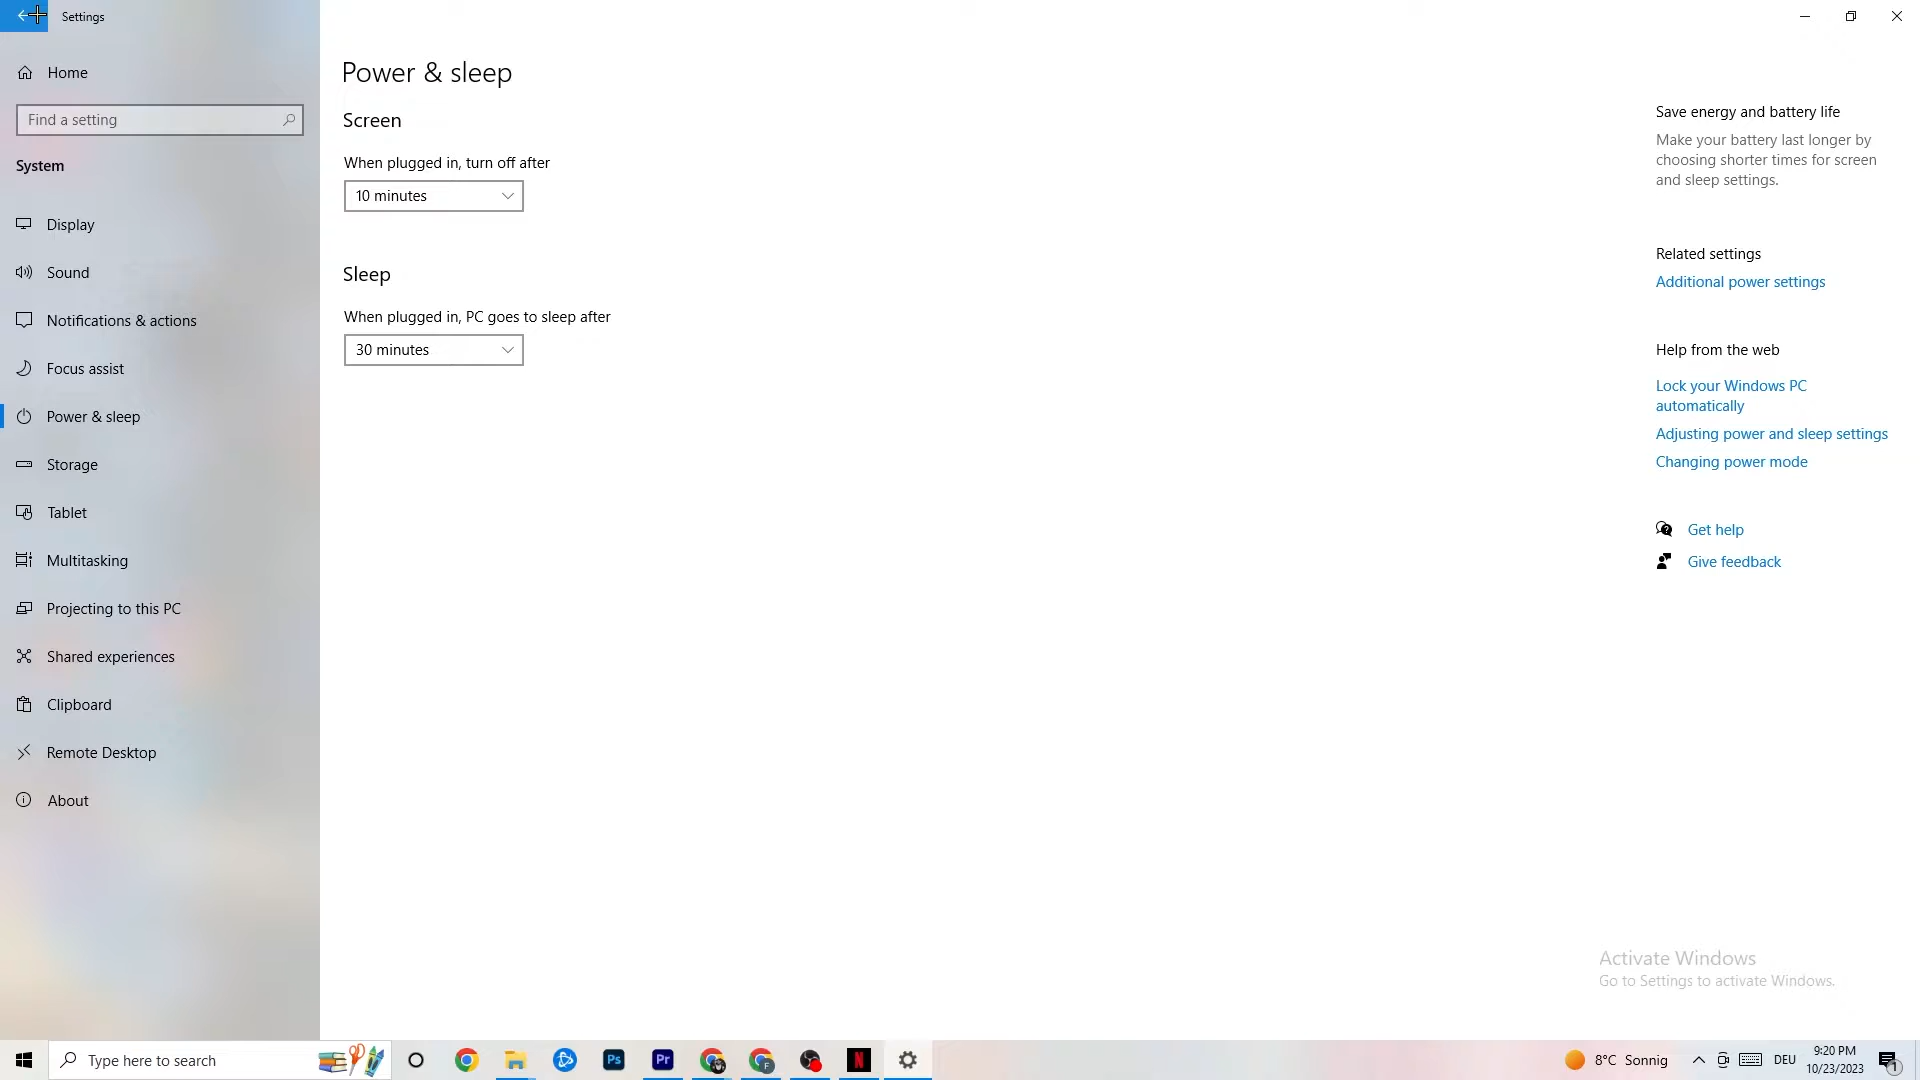 Settings
Home
Find a setting
System
Display
Sound
Notifications & actions
Focus assist
Power & sleep
Storage
Tablet
Multitasking
Projecting to this PC
Shared experiences
Clipboard
Remote Desktop
About
Power & sleep
Screen
When plugged in, turn off after
10 minutes
Sleep
When plugged in, PC goes to sleep after
30 minutes
Save energy and battery life
Make your battery last longer by
choosing shorter times for screen
and sleep settings.
Related settings
Additional power settings
Help from the web
Lock your Windows PC
automatically
Adjusting power and sleep settings
Changing power mode
Get help
Give feedback
Activate Windows
Go to Settings to activate Windows.
Type here to search
Ps
Pr
F
N
8°C Sonnig
DEU
9:20 PM
10/23/2023
1